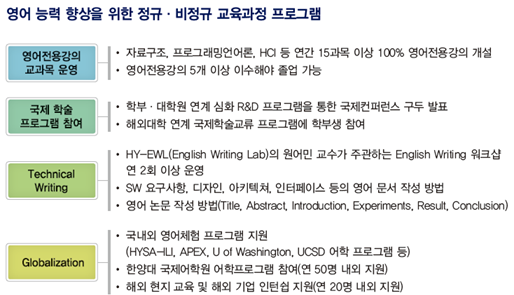 영어 능력 향상을 위한 정규·비정규 교육과정 프로그램
영어전용강의
교과목 운영
• 자료구조, 프로그래밍언어론, HCI 등 연간 15과목 이상 100% 영어전용강의 개설
• 영어전용강의 5개 이상 이수해야 졸업 가능
국제 학술
프로그램 참여
• 학부·대학원 연계 심화 R&D 프로그램을 통한 국제컨퍼런스 구두 발표
• 해외대학 연계 국제학술교류 프로그램에 학부생 참여
Technical
Writing
• HY-EWL(English Writing Lab)의 원어민 교수가 주관하는 English Writing 워크샵
연 2회 이상 운영
• SW 요구사항, 디자인, 아키텍쳐, 인터페이스 등의 영어 문서 작성 방법
• 영어 논문 작성 방법(Title, Abstract, Introduction, Experiments, Result, Conclusion)
Globalization
• 국내외 영어체험 프로그램 지원
(HYSA-ILI, APEX, U of Washington, UCSD 어학 프로그램 등)
• 한양대 국제어학원 어학프로그램 참여(연 50명 내외 지원)
• 해외 현지 교육 및 해외 기업 인턴쉽 지원(연 20명 내외 지원)